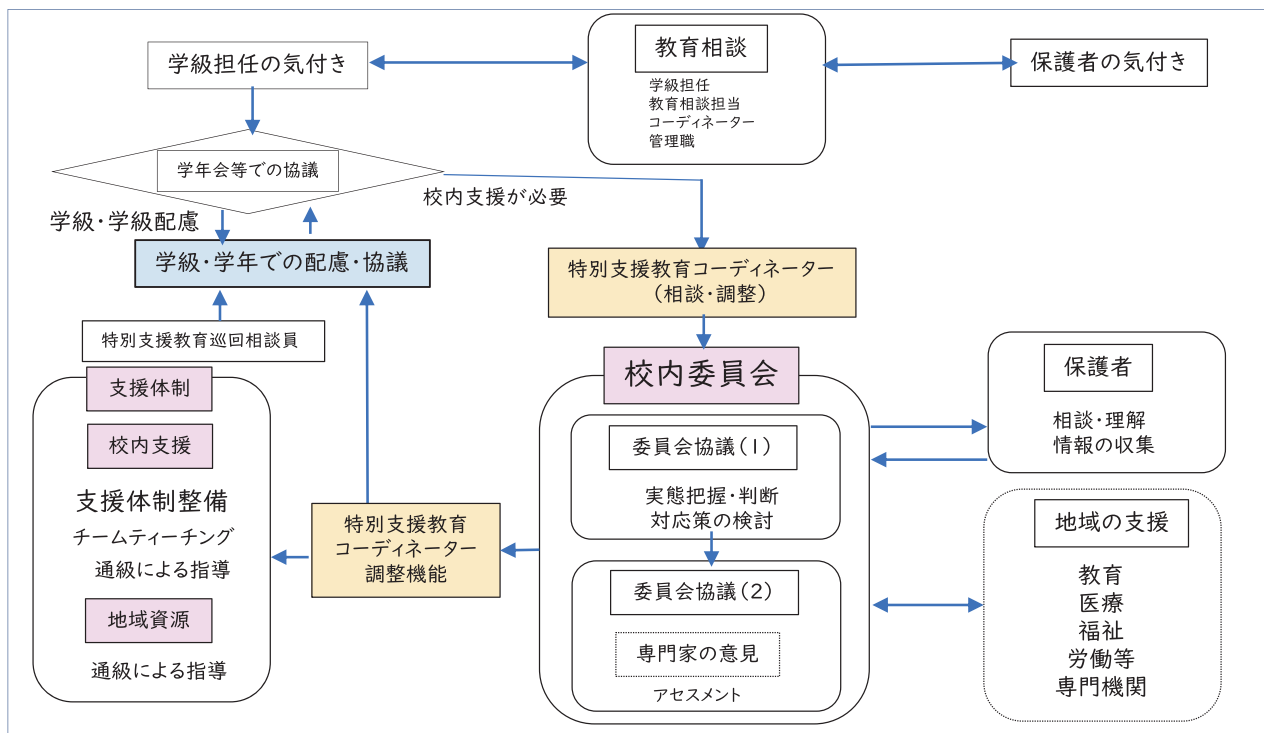 学級担任の気付き
教育相談
学級担任
教育相談担当
コーディネーター
管理職
保護者の気付き
学年会等での協議
校内支援が必要
学級・学級配慮
学級・学年での配慮・協議
特別支援教育コーディネーター
（相談・調整）
特別支援教育巡回相談員
支援体制
校内支援
支援体制整備
チームティーチング
通級による指導
地域資源
通級による指導
特別支援教育
コーディネーター
調整機能
校内委員会
委員会協議(1)
実態把握・判断
対応策の検討
委員会協議(2)
専門家の意見
アセスメント
保護者
相談・理解
情報の収集
地域の支援
教育
医療
福祉
労働等
専門機関